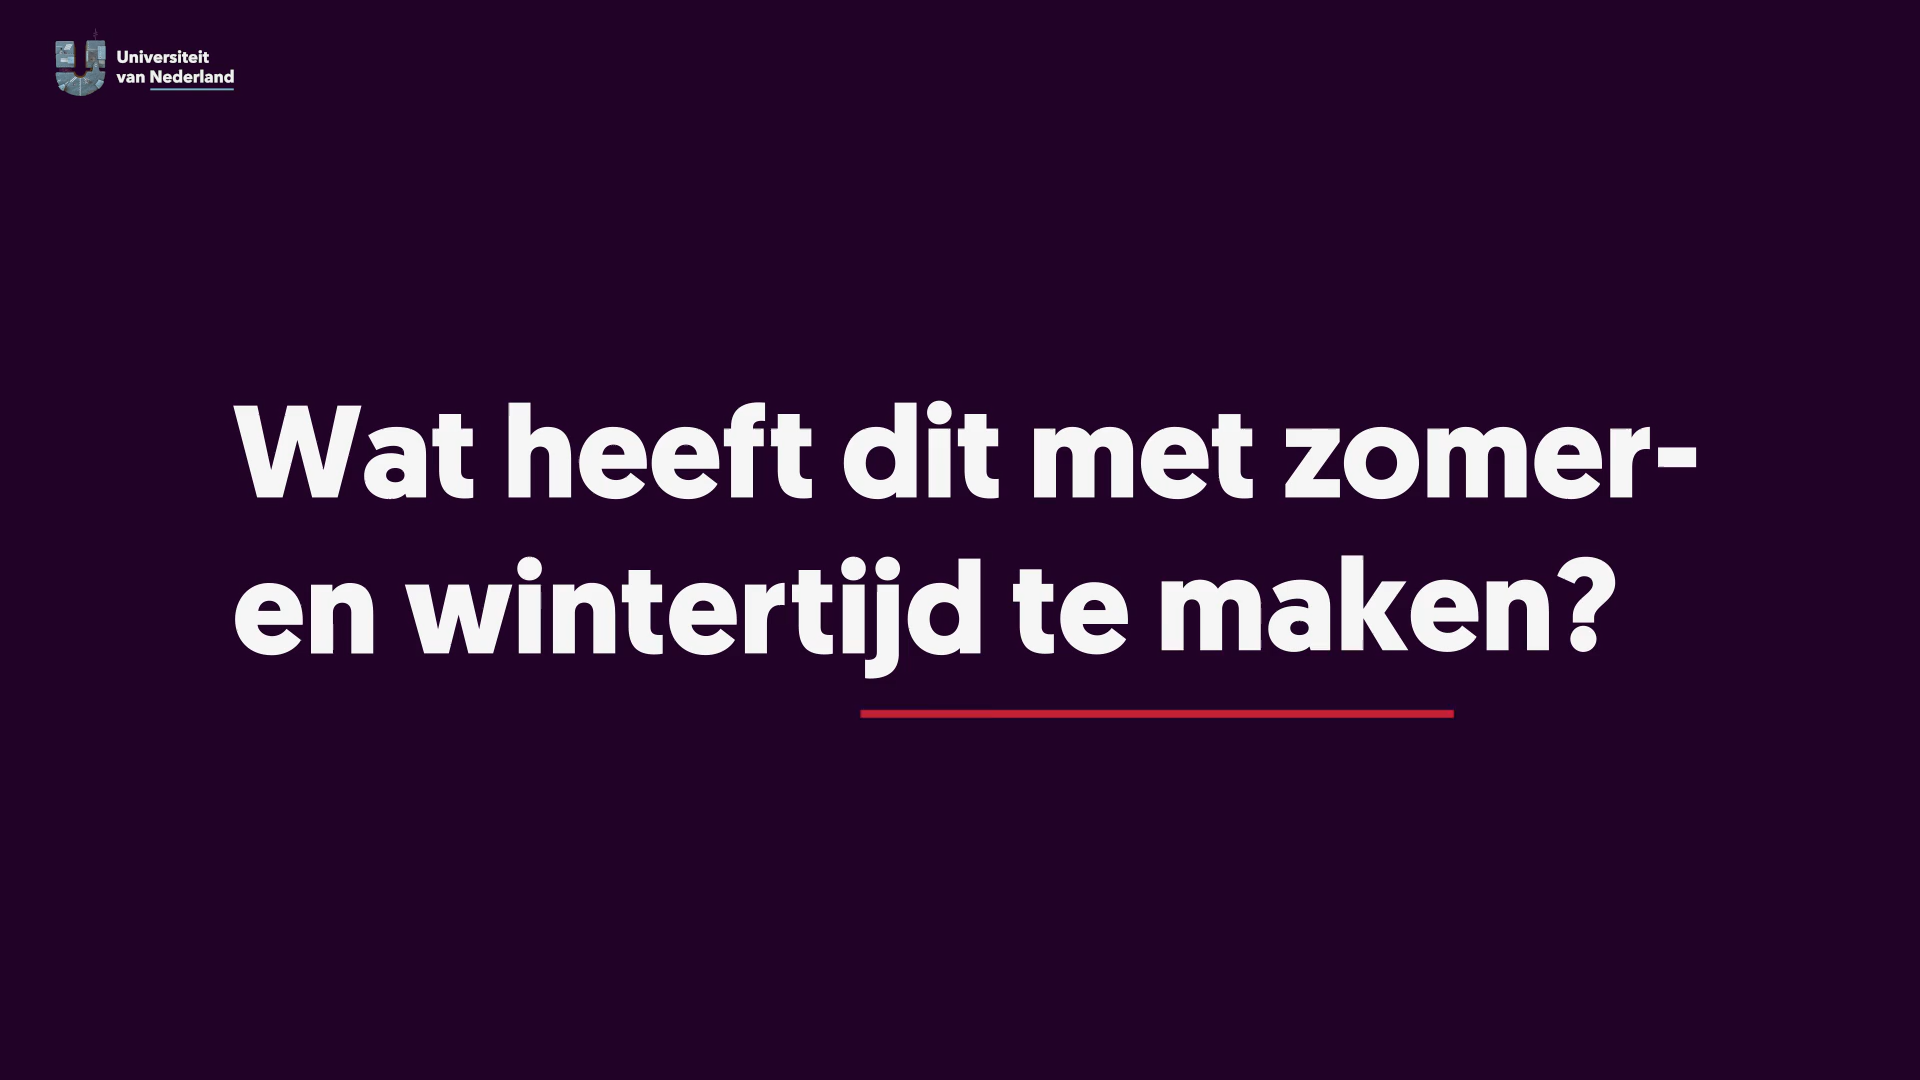 Universiteit
van Nederland
Wat heeft dit met zomer-
en wintertijd te maken?